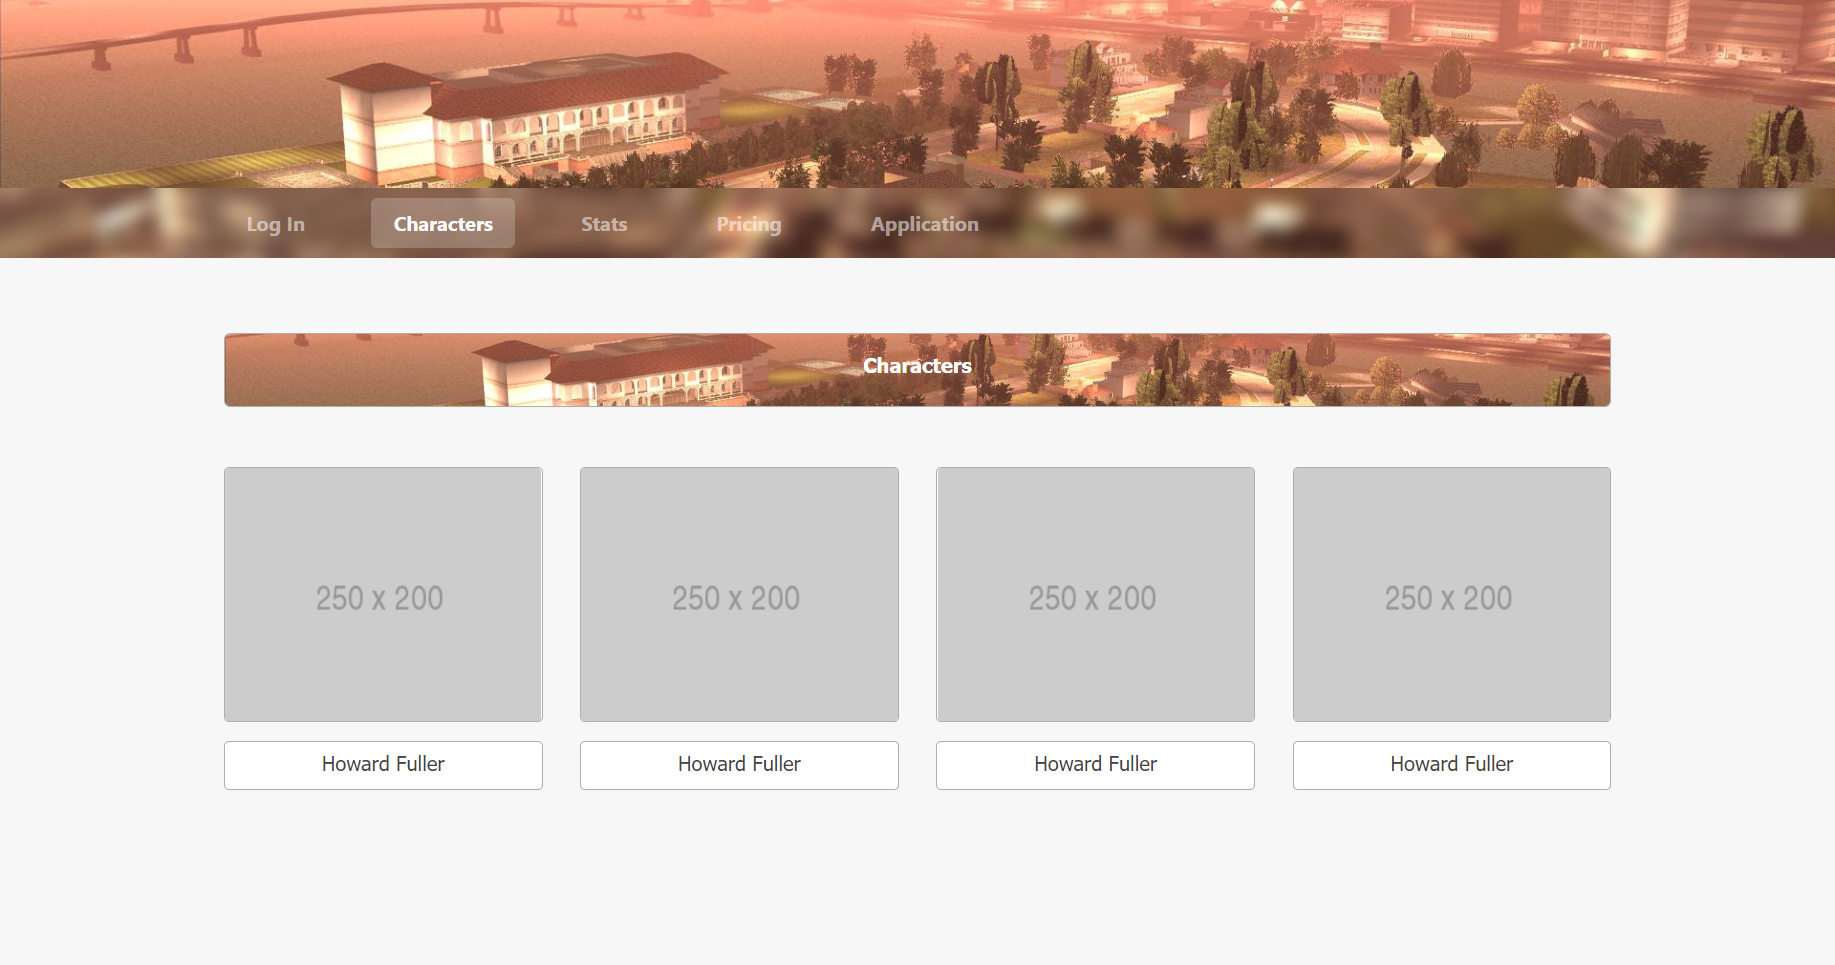 Log In Characters Stats Pricing Application
Characters
250 x 200 250 x 200 250 x 200 250 x 200
Howard Fuller Howard Fuller Howard Fuller Howard Fuller